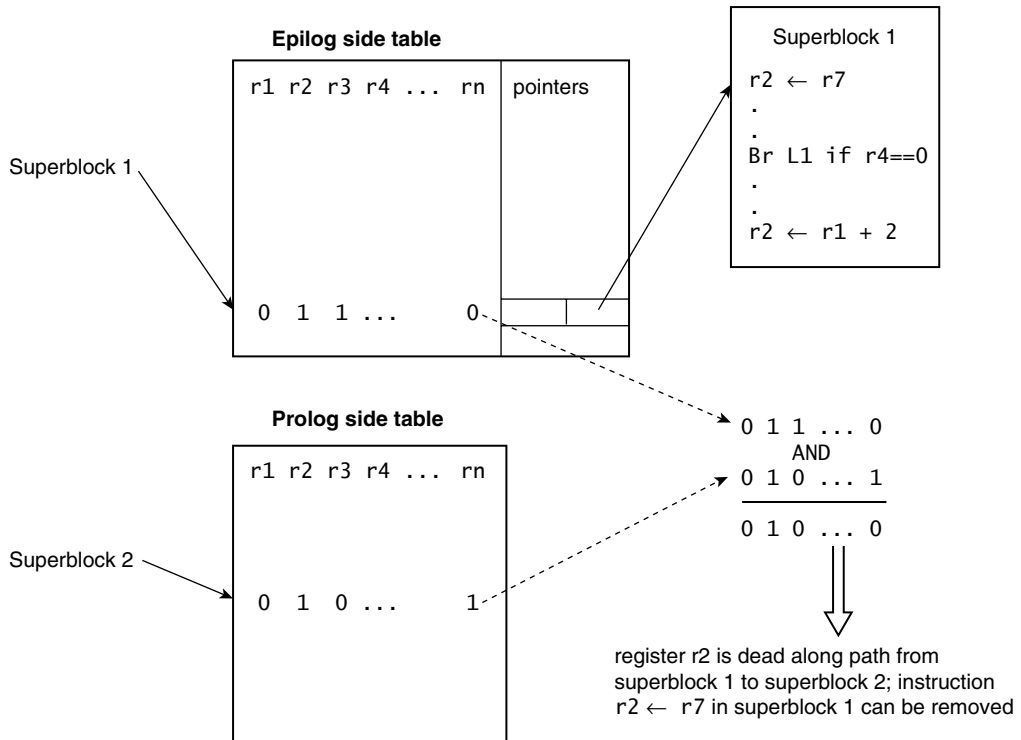 Epilog side table
r1 r2 r3 r4 ... rn pointers
Superblock 1
0 1 1 ... 0
Superblock 1
r2 ← r7
.
.
Br L1 if r4==0
.
.
r2 ← r1 + 2
Prolog side table
r1 r2 r3 r4 ... rn
Superblock 2
0 1 0 ... 1
0 1 1 ... 0
AND
0 1 0 ... 1
0 1 0 ... 0
register r2 is dead along path from
superblock 1 to superblock 2; instruction
r2 ← r7 in superblock 1 can be removed